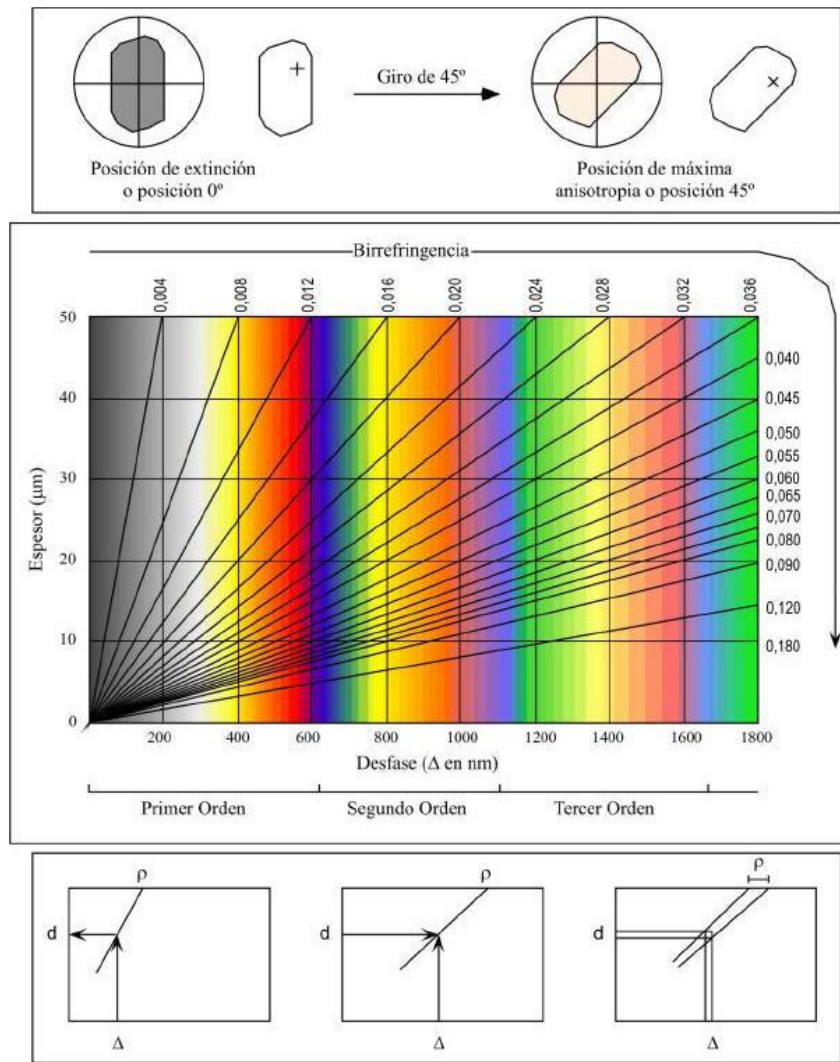 Giro de 45º
Posición de extinción
o posición 0º
Posición de máxima
anisotropia o posición 45º
Birrefringencia
0,004
0,008
0,012
0,016
0,020
0,024
0,028
0,032
0,036
50
40
30
20
10
0
Espesor (µm)
0,040
0,045
0,050
0,055
0,060
0,065
0,070
0,080
0,090
0,120
0,180
200
400
600
800
1000
1200
1400
1600
1800
Desfase (Δ en nm)
Primer Orden
Segundo Orden
Tercer Orden
ρ
d
Δ
ρ
d
Δ
ρ
d
Δ